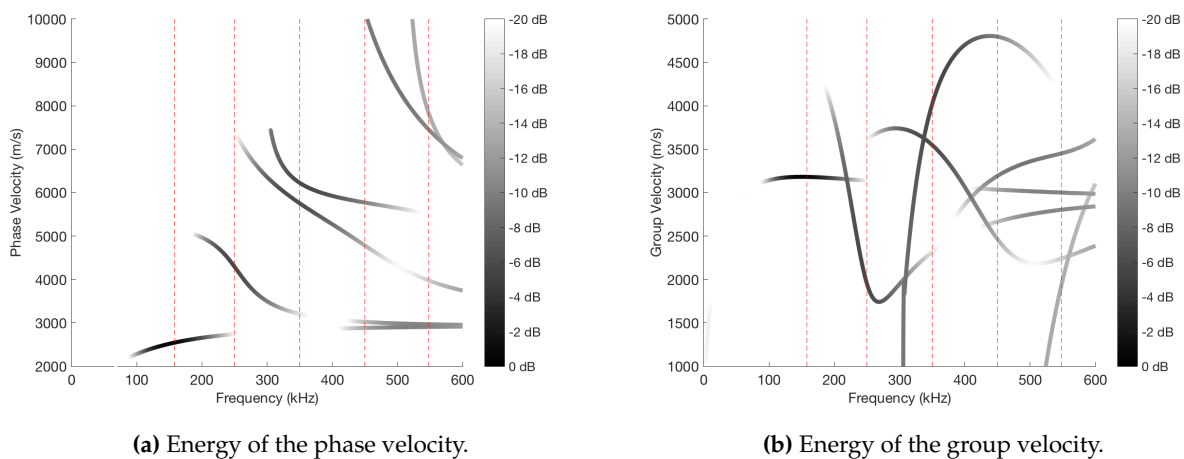 10000
9000
8000
7000
6000
5000
4000
3000
2000
Phase Velocity (m/s)
0 100 200 300 400 500 600
Frequency (kHz)
-20 dB
-18 dB
-16 dB
-14 dB
-12 dB
-10 dB
-8 dB
-6 dB
-4 dB
-2 dB
0 dB
(a) Energy of the phase velocity.
5000
4500
4000
3500
3000
2500
2000
1500
1000
Group Velocity (m/s)
0 100 200 300 400 500 600
Frequency (kHz)
-20 dB
-18 dB
-16 dB
-14 dB
-12 dB
-10 dB
-8 dB
-6 dB
-4 dB
-2 dB
0 dB
(b) Energy of the group velocity.